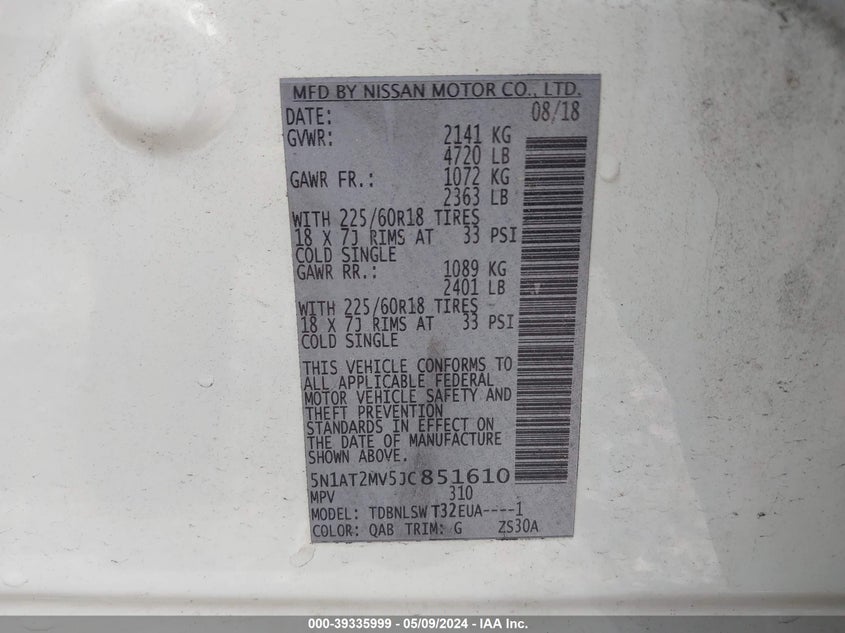 MFD BY NISSAN MOTOR CO., LTD.
DATE: 08/18
GVWR: 2141 KG
4720 LB
GAWR FR.: 1072 KG
2363 LB
WITH 225/60R18 TIRES
18 X 7J RIMS AT 33 PSI
COLD SINGLE
GAWR RR.: 1089 KG
2401 LB
WITH 225/60R18 TIRES
18 X 7J RIMS AT 33 PSI
COLD SINGLE
THIS VEHICLE CONFORMS TO
ALL APPLICABLE FEDERAL
MOTOR VEHICLE SAFETY AND
THEFT PREVENTION
STANDARDS IN EFFECT ON
THE DATE OF MANUFACTURE
SHOWN ABOVE.
5N1AT2MV5JC851610
MPV 310
MODEL: TDBNLSW T32EUA----1
COLOR: QAB TRIM: G ZS30A
000-39335999 — 05/09/2024 — IAA Inc.